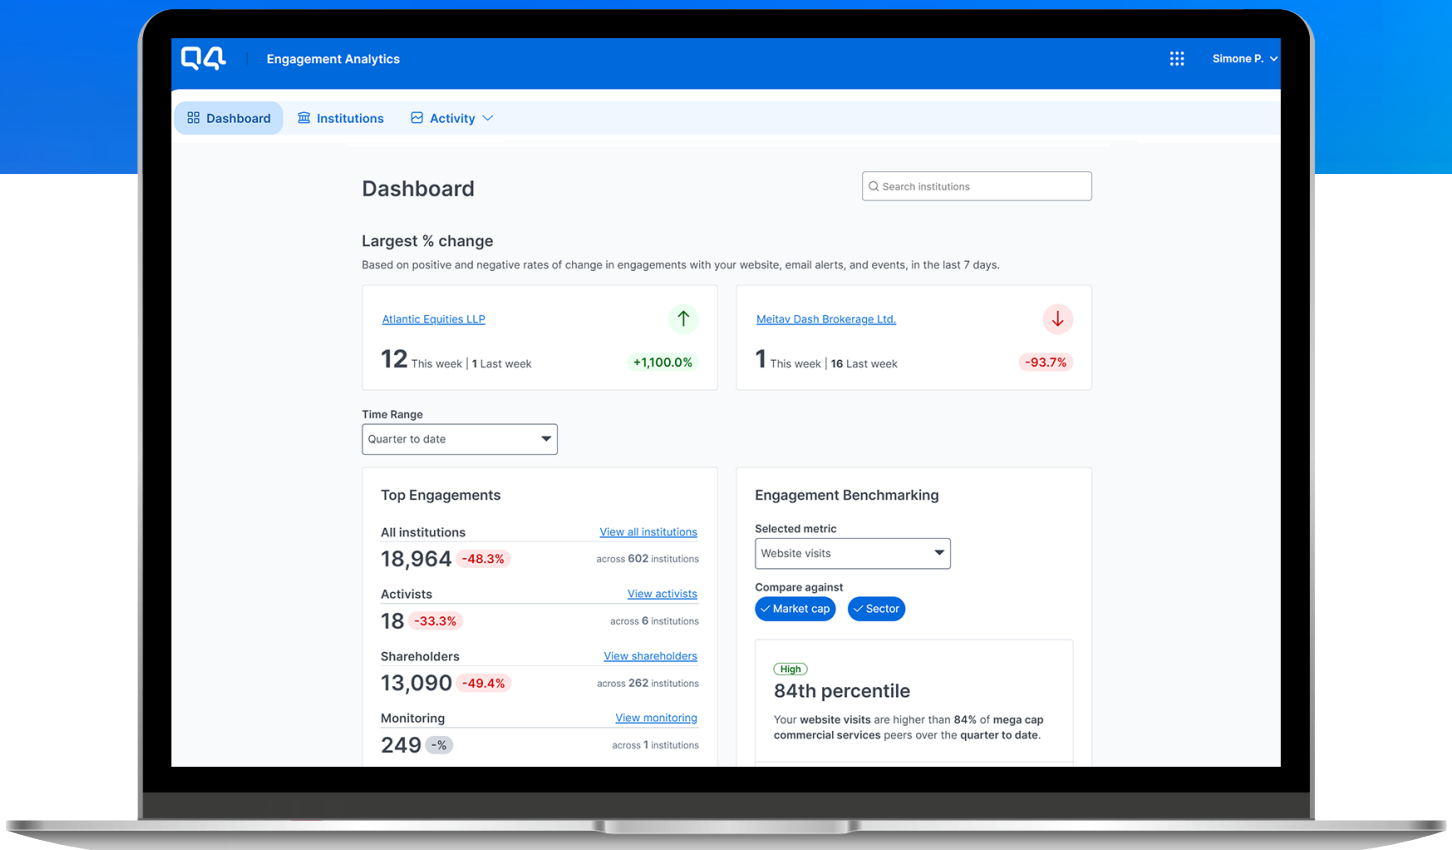 Q4 Engagement Analytics Simone P.
Dashboard Institutions Activity
Dashboard
Search institutions
Largest % change
Based on positive and negative rates of change in engagements with your website, email alerts, and events, in the last 7 days.
Atlantic Equities LLP
12 This week | 1 Last week
+1,100.0%
Meitav Dash Brokerage Ltd.
1 This week | 16 Last week
-93.7%
Time Range
Quarter to date
Top Engagements
All institutions View all institutions
18,964 -48.3% across 602 institutions
Activists View activists
18 -33.3% across 6 institutions
Shareholders View shareholders
13,090 -49.4% across 262 institutions
Monitoring View monitoring
249 -% across 1 institutions
Engagement Benchmarking
Selected metric
Website visits
Compare against
Market cap Sector
High
84th percentile
Your website visits are higher than 84% of mega cap
commercial services peers over the quarter to date.